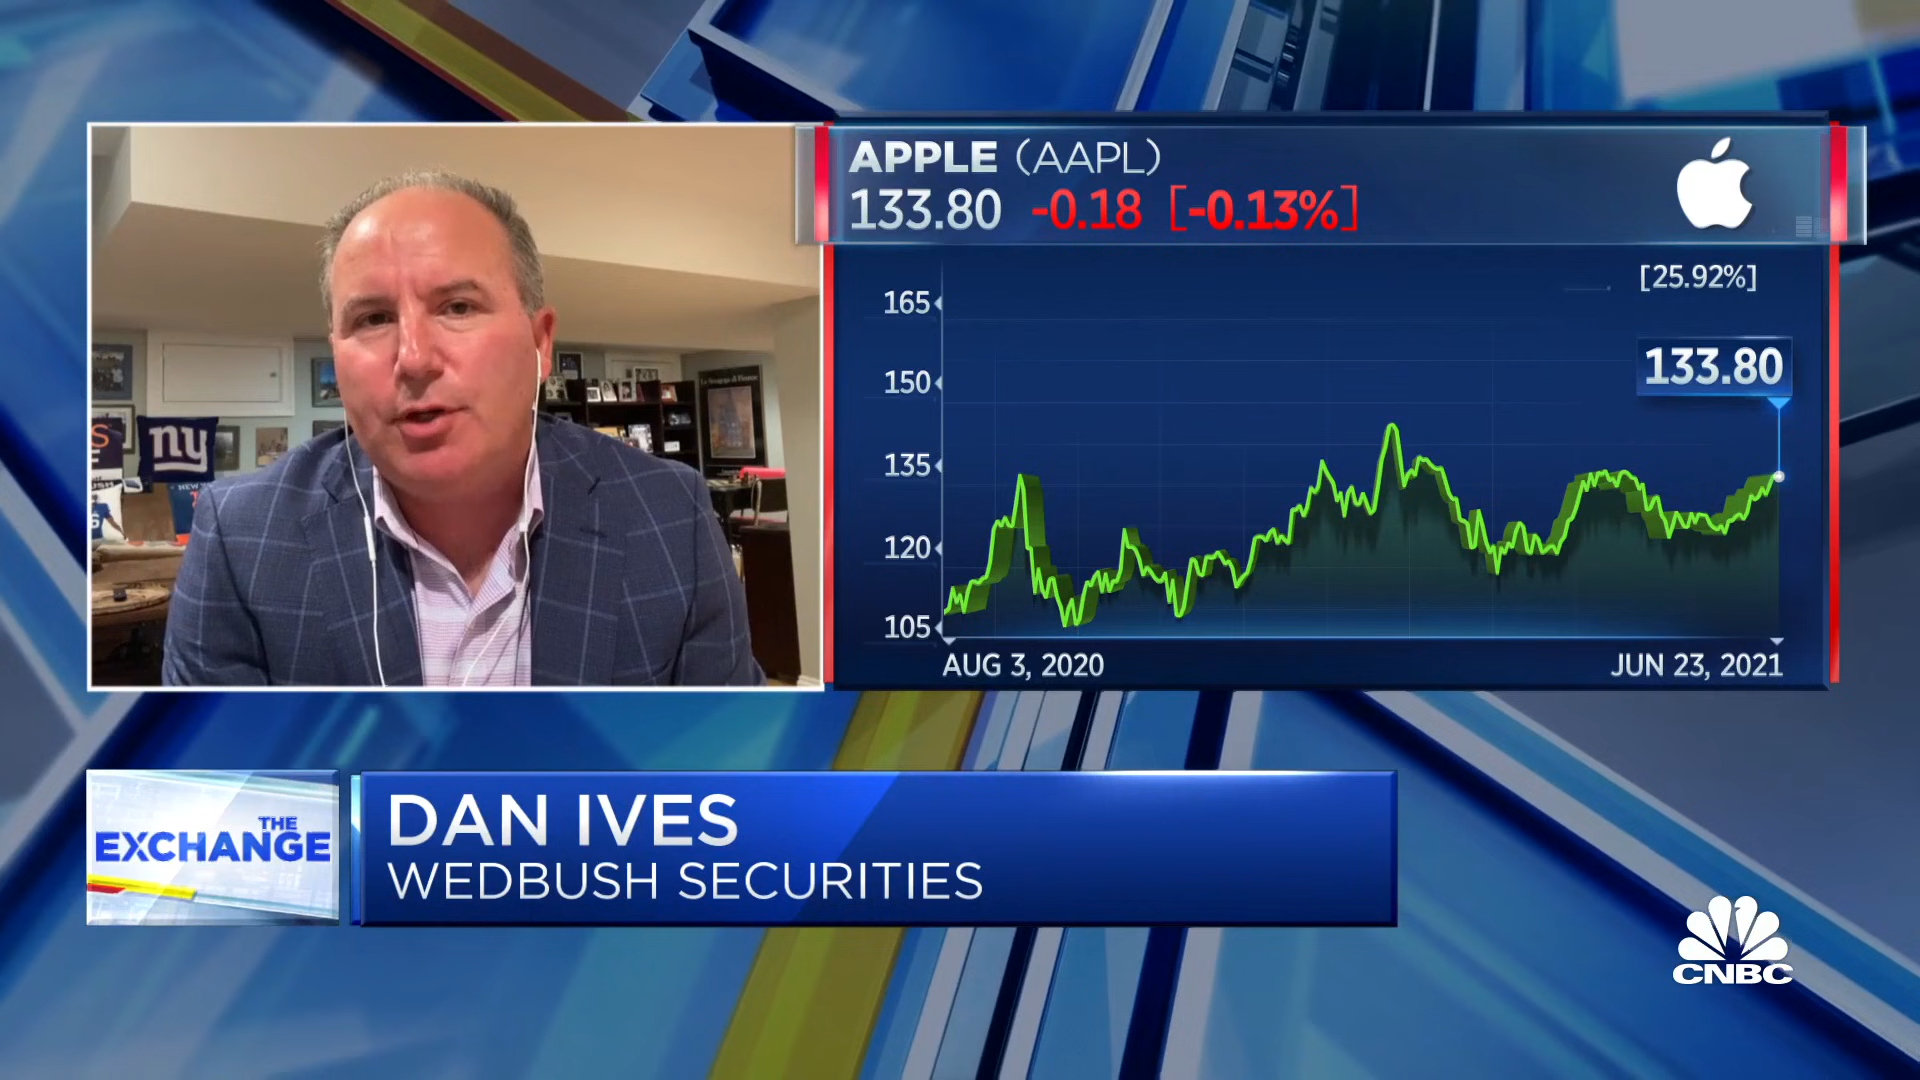 APPLE (AAPL)
133.80 -0.18 [-0.13%]
[25.92%]
133.80
165
150
135
120
105
AUG 3, 2020
JUN 23, 2021
ny
THE
EXCHANGE
DAN IVES
WEDBUSH SECURITIES
CNBC